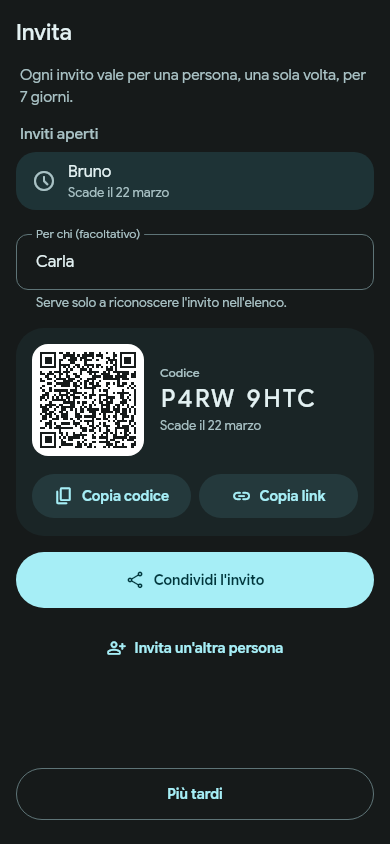 Invita
Ogni invito vale per una persona, una sola volta, per
7 giorni.
Inviti aperti
Bruno
Scade il 22 marzo
Per chi (facoltativo)
Carla
Serve solo a riconoscere l'invito nell'elenco.
Codice
P4RW 9HTC
Scade il 22 marzo
Copia codice
Copia link
Condividi l'invito
Invita un'altra persona
Più tardi